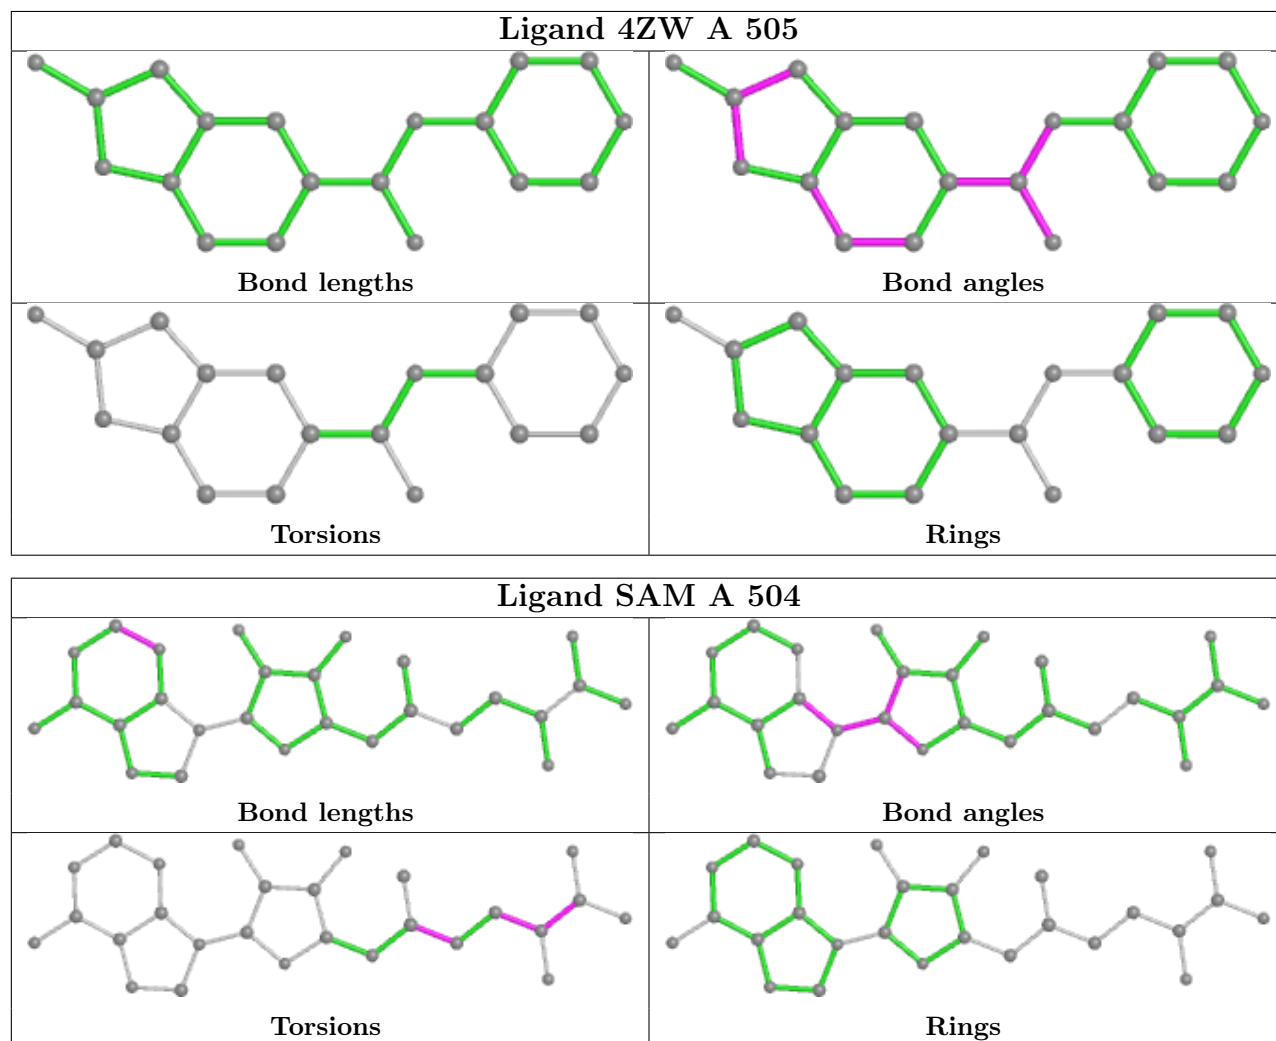 Ligand 4ZW A 505
Bond lengths
Bond angles
Torsions
Rings
Ligand SAM A 504
Bond lengths
Bond angles
Torsions
Rings